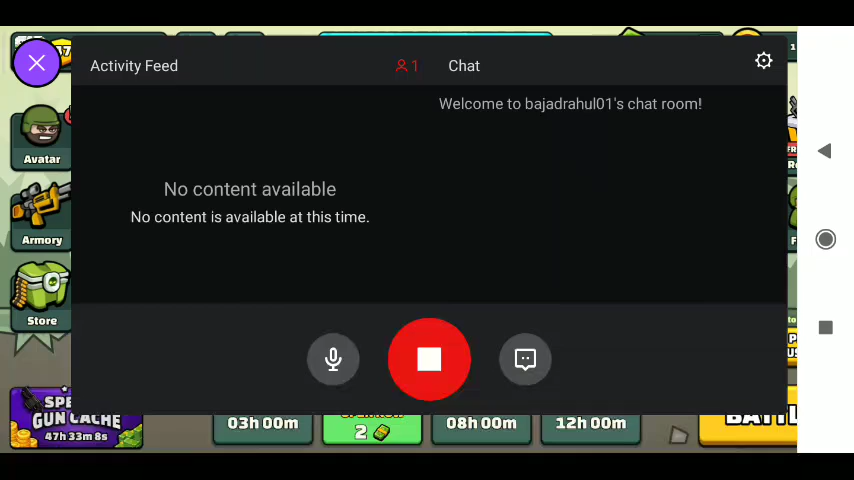 Activity Feed
1
Chat
Welcome to bajadrahul01's chat room!
No content available
No content is available at this time.
Avatar
Armory
Store
GUN CACHE
47h 33m 8s
03h 00m
2
08h 00m
12h 00m